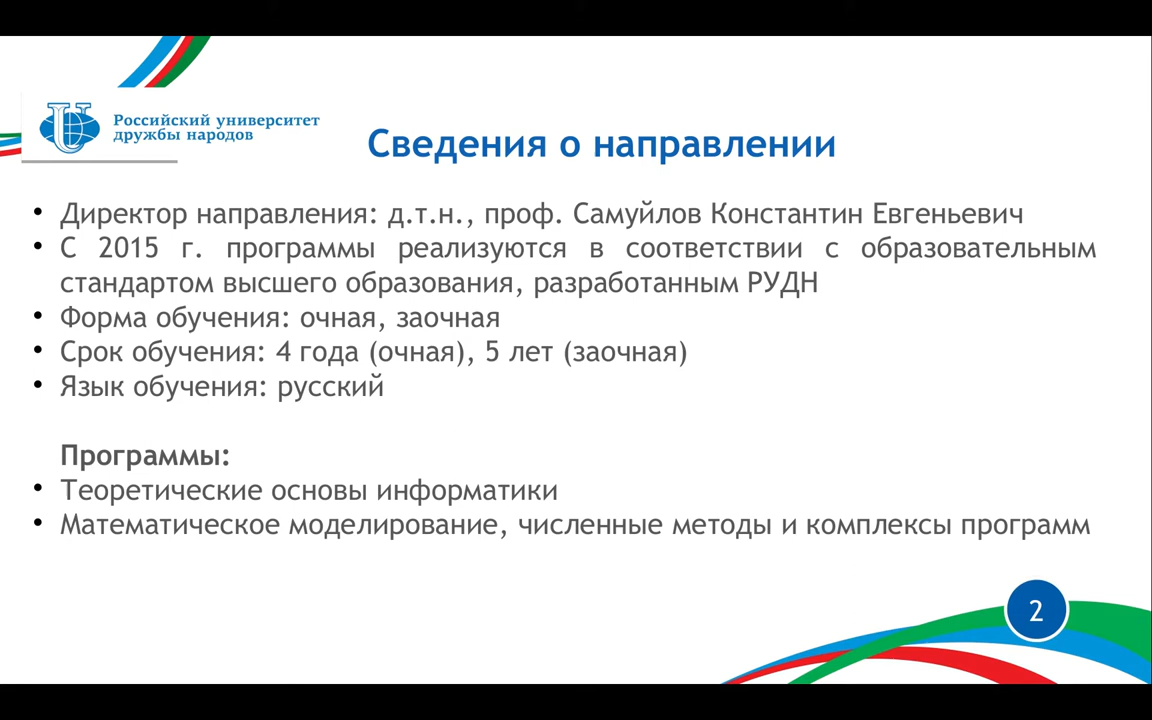 Российский университет
дружбы народов
Сведения о направлении
• Директор направления: д.т.н., проф. Самуйлов Константин Евгеньевич
• С 2015 г. программы реализуются в соответствии с образовательным
стандартом высшего образования, разработанным РУДН
• Форма обучения: очная, заочная
• Срок обучения: 4 года (очная), 5 лет (заочная)
• Язык обучения: русский
Программы:
• Теоретические основы информатики
• Математическое моделирование, численные методы и комплексы программ
2